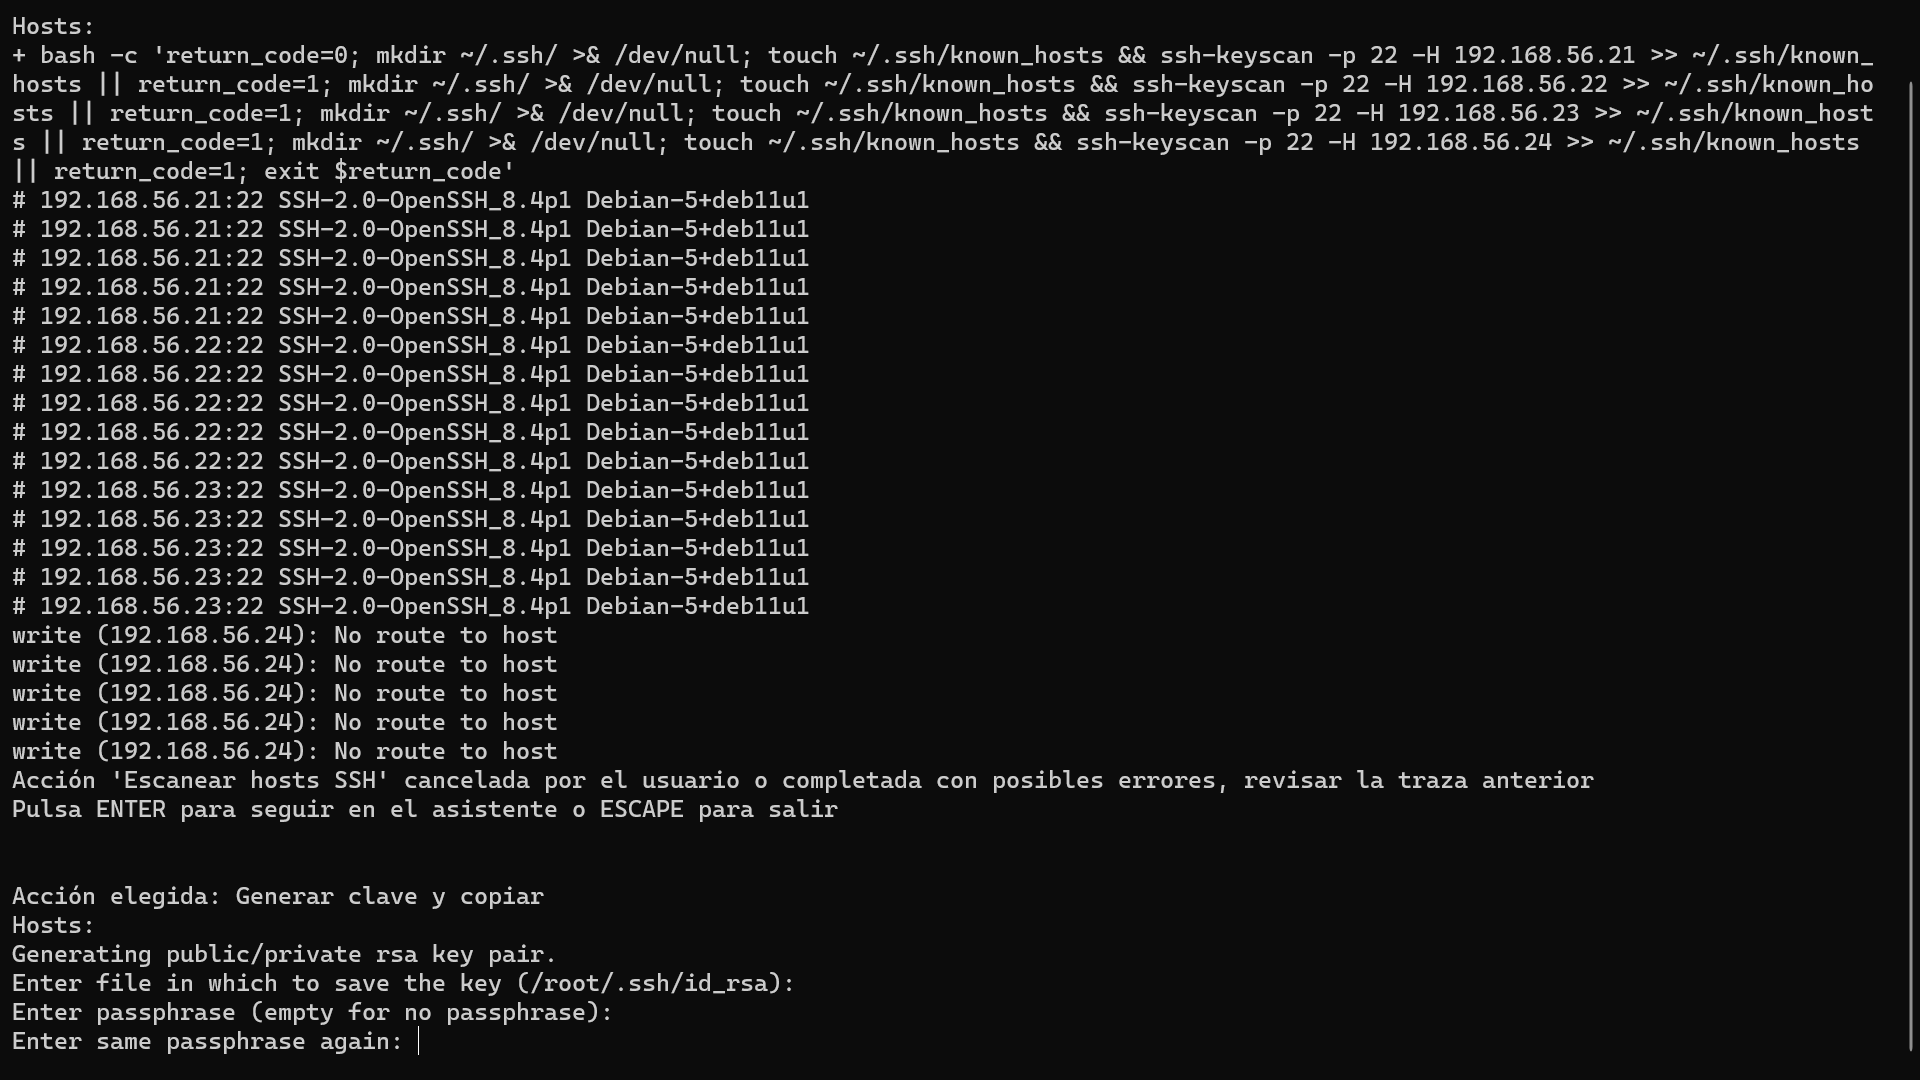 Hosts:
+ bash -c 'return_code=0; mkdir ~/.ssh/ >& /dev/null; touch ~/.ssh/known_hosts && ssh-keyscan -p 22 -H 192.168.56.21 >> ~/.ssh/known_
hosts || return_code=1; mkdir ~/.ssh/ >& /dev/null; touch ~/.ssh/known_hosts && ssh-keyscan -p 22 -H 192.168.56.22 >> ~/.ssh/known_ho
sts || return_code=1; mkdir ~/.ssh/ >& /dev/null; touch ~/.ssh/known_hosts && ssh-keyscan -p 22 -H 192.168.56.23 >> ~/.ssh/known_host
s || return_code=1; mkdir ~/.ssh/ >& /dev/null; touch ~/.ssh/known_hosts && ssh-keyscan -p 22 -H 192.168.56.24 >> ~/.ssh/known_hosts
|| return_code=1; exit $return_code'
# 192.168.56.21:22 SSH-2.0-OpenSSH_8.4p1 Debian-5+deb11u1
# 192.168.56.21:22 SSH-2.0-OpenSSH_8.4p1 Debian-5+deb11u1
# 192.168.56.21:22 SSH-2.0-OpenSSH_8.4p1 Debian-5+deb11u1
# 192.168.56.21:22 SSH-2.0-OpenSSH_8.4p1 Debian-5+deb11u1
# 192.168.56.21:22 SSH-2.0-OpenSSH_8.4p1 Debian-5+deb11u1
# 192.168.56.22:22 SSH-2.0-OpenSSH_8.4p1 Debian-5+deb11u1
# 192.168.56.22:22 SSH-2.0-OpenSSH_8.4p1 Debian-5+deb11u1
# 192.168.56.22:22 SSH-2.0-OpenSSH_8.4p1 Debian-5+deb11u1
# 192.168.56.22:22 SSH-2.0-OpenSSH_8.4p1 Debian-5+deb11u1
# 192.168.56.22:22 SSH-2.0-OpenSSH_8.4p1 Debian-5+deb11u1
# 192.168.56.23:22 SSH-2.0-OpenSSH_8.4p1 Debian-5+deb11u1
# 192.168.56.23:22 SSH-2.0-OpenSSH_8.4p1 Debian-5+deb11u1
# 192.168.56.23:22 SSH-2.0-OpenSSH_8.4p1 Debian-5+deb11u1
# 192.168.56.23:22 SSH-2.0-OpenSSH_8.4p1 Debian-5+deb11u1
# 192.168.56.23:22 SSH-2.0-OpenSSH_8.4p1 Debian-5+deb11u1
write (192.168.56.24): No route to host
write (192.168.56.24): No route to host
write (192.168.56.24): No route to host
write (192.168.56.24): No route to host
write (192.168.56.24): No route to host
Acción 'Escanear hosts SSH' cancelada por el usuario o completada con posibles errores, revisar la traza anterior
Pulsa ENTER para seguir en el asistente o ESCAPE para salir
Acción elegida: Generar clave y copiar
Hosts:
Generating public/private rsa key pair.
Enter file in which to save the key (/root/.ssh/id_rsa):
Enter passphrase (empty for no passphrase):
Enter same passphrase again: